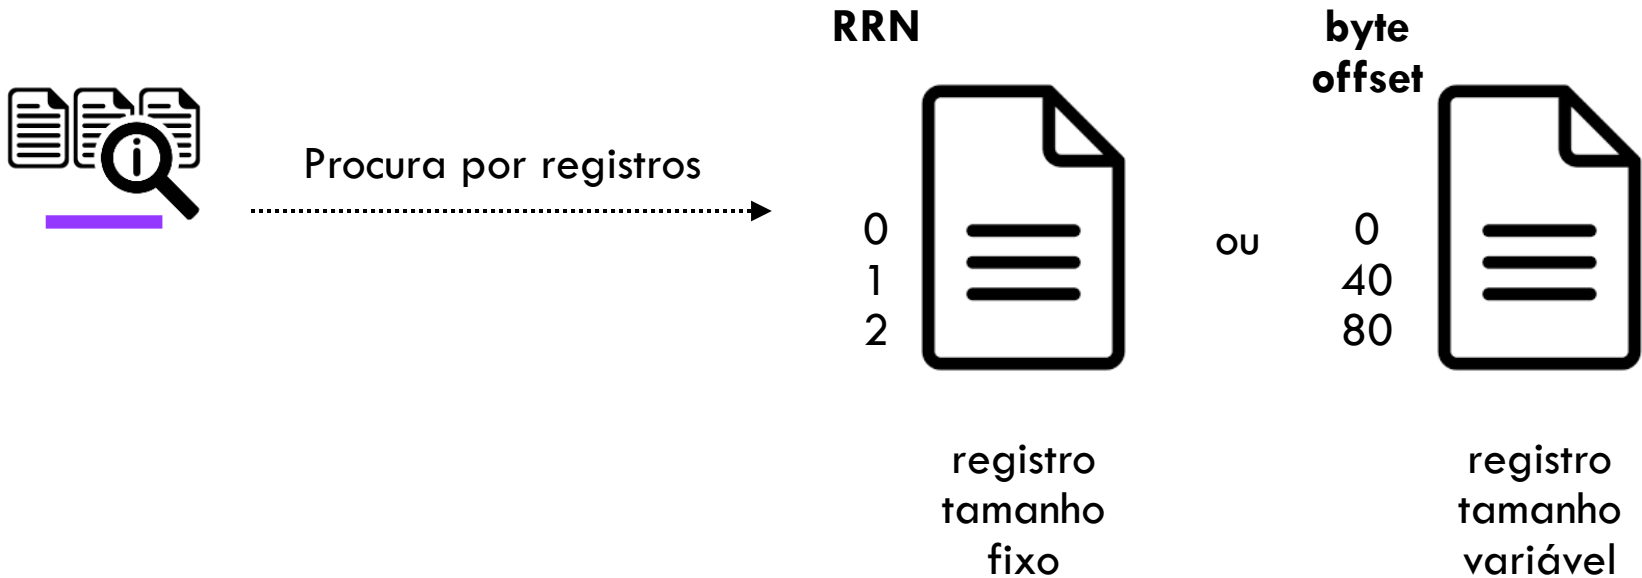 Procura por registros
RRN
0
1
2
registro
tamanho
fixo
ou
byte
offset
0
40
80
registro
tamanho
variável